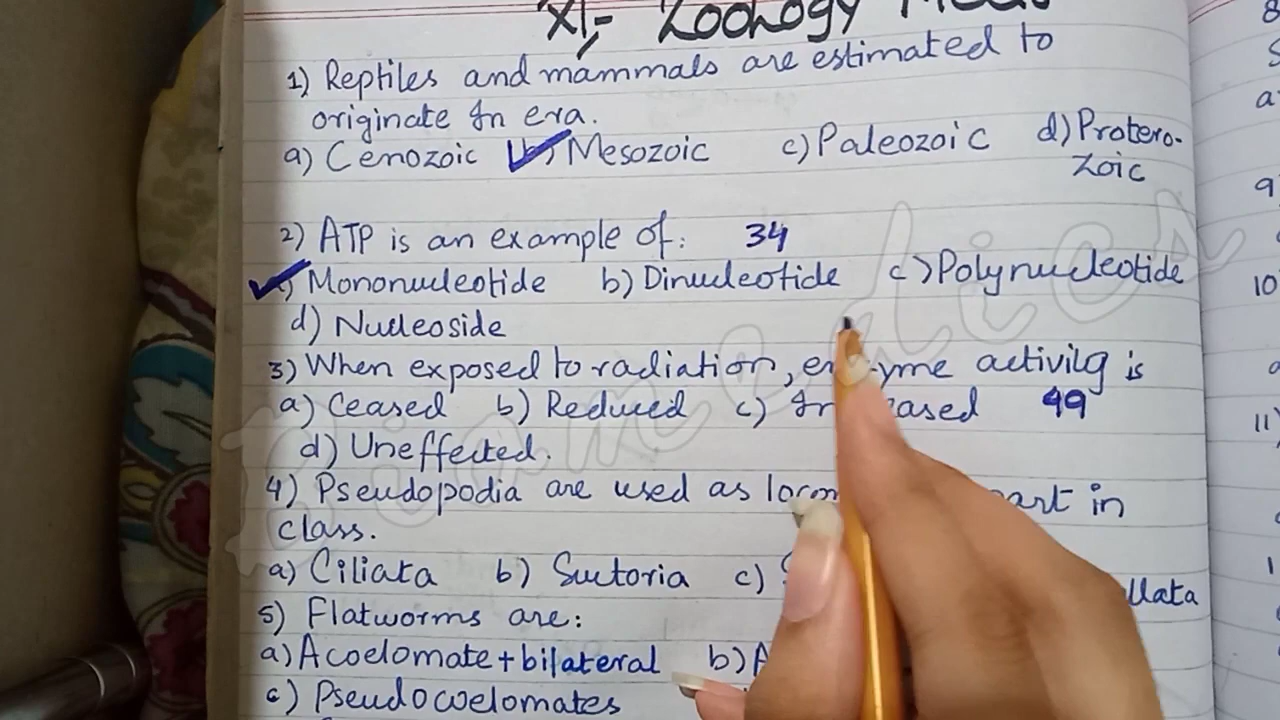 XI- Zoology
1) Reptiles and mammals are estimated to
originate In era.
a) Cenozoic b) Mesozoic c) Paleozoic d) Protero-
zoic
2) ATP is an example of: 34
a) Mononucleotide b) Dinucleotide c) Polynucleotide
d) Nucleoside
3) When exposed to radiation, enzyme activity is
a) Ceased b) Reduced c) Increased 49
d) Uneffected.
4) Pseudopodia are used as part in
class.
a) Ciliata b) Suctoria c)
5) Flatworms are:
a) Acoelomate + bilateral b)
c) Pseudocoelomates
9
10
11)